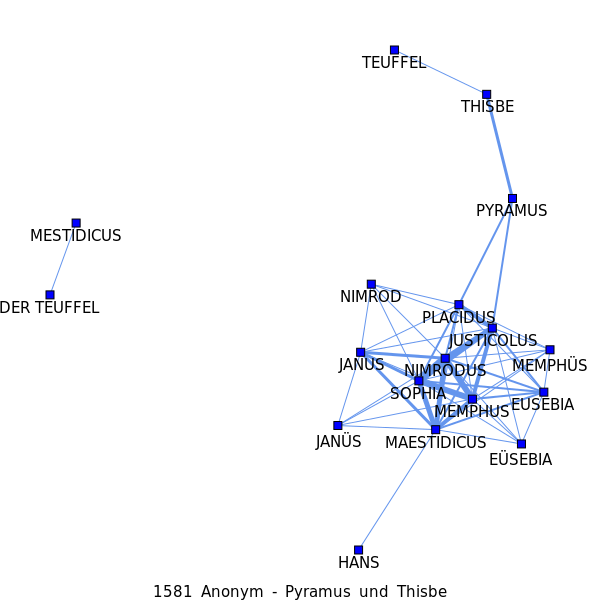 TEUFFEL
THISBE
PYRAMUS
MESTIDICUS
DER TEUFFEL
NIMROD
PLACIDUS
JUSTICOLUS
JANUS
NIMRODUS
MEMPHÜS
SOPHIA
EUSEBIA
MEMPHUS
JANÜS
MAESTIDICUS
EÜSEBIA
HANS
1581 Anonym - Pyramus und Thisbe